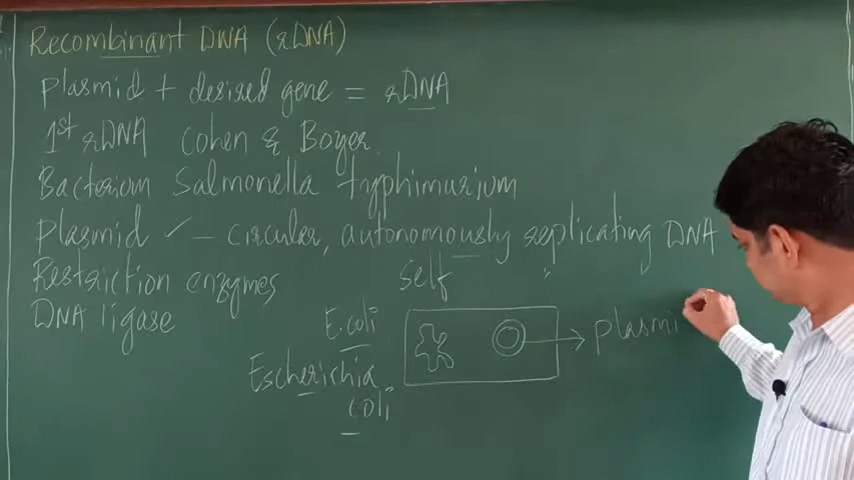 Recombinant DNA (rDNA)
plasmid + desired gene = rDNA
1st rDNA Cohen & Boyer.
Bacterium Salmonella typhimurium
Plasmid ✓ – circular, autonomously replicating DNA
Restriction enzymes self "
DNA ligase
E.coli
plasmi
Escherichia
coli